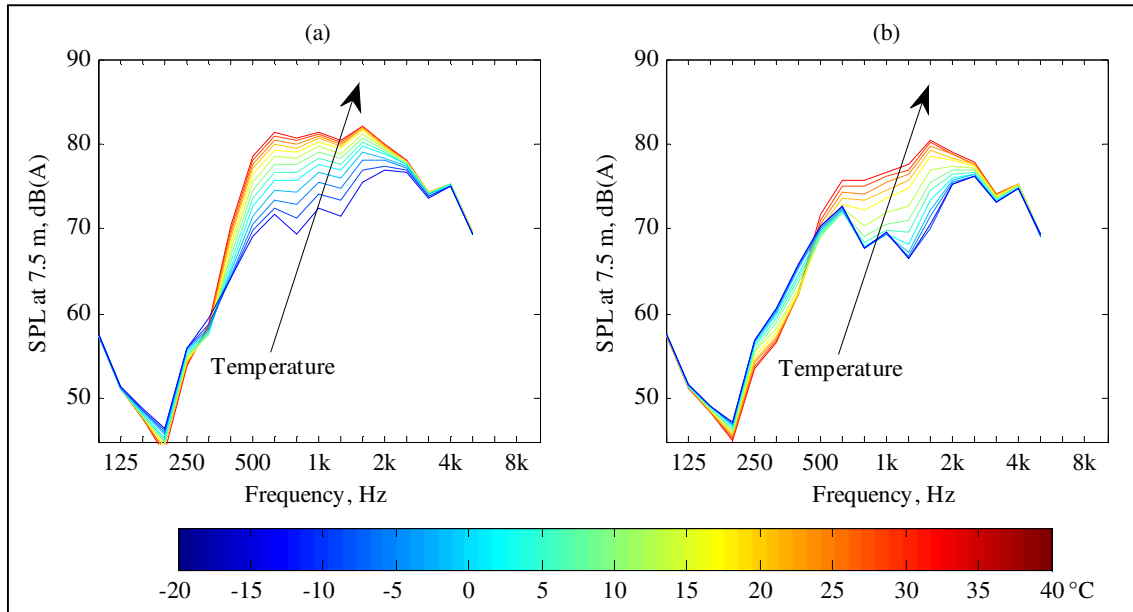 (a)
90
80
70
60
50
SPL at 7.5 m, dB(A)
Temperature
125 250 500 1k 2k 4k 8k
Frequency, Hz
(b)
90
80
70
60
50
SPL at 7.5 m, dB(A)
Temperature
125 250 500 1k 2k 4k 8k
Frequency, Hz
-20 -15 -10 -5 0 5 10 15 20 25 30 35 40 °C